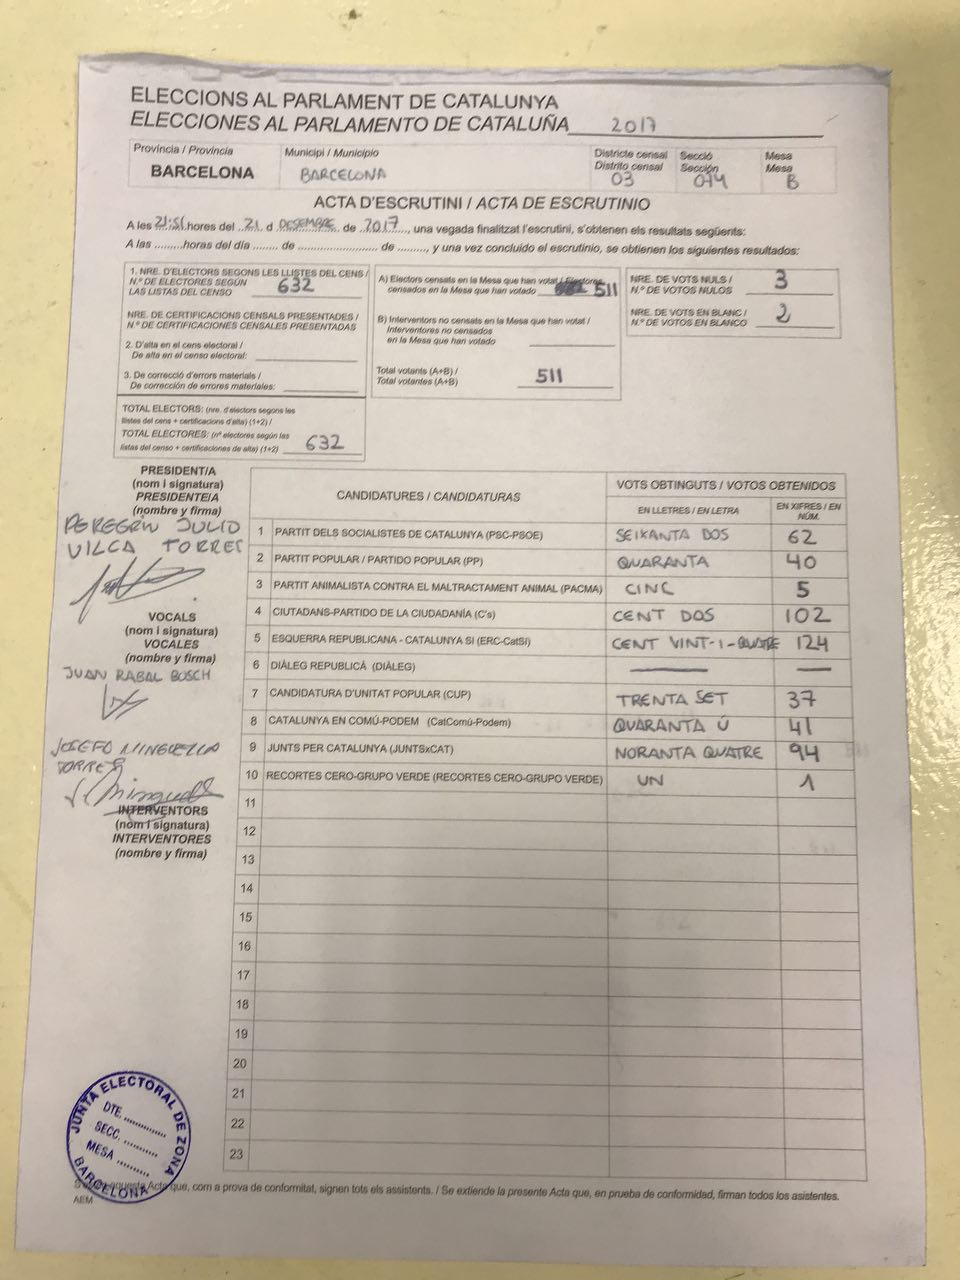 ELECCIONS AL PARLAMENT DE CATALUNYA
ELECCIONES AL PARLAMENTO DE CATALUÑA 2017
Provincia / Provincia
BARCELONA
Municipi / Municipio
BARCELONA
Districte censal
Distrito censal
03
Secció
Sección
074
Mesa
Mesa
B
ACTA D'ESCRUTINI / ACTA DE ESCRUTINIO
A les 21:51 hores del 21 d DESEMBRE de 2017, una vegada finalitzat l'escrutini, s'obtenen els resultats següents:
A las .........horas del día ....... de ......................... de ........, y una vez concluido el escrutinio, se obtienen los siguientes resultados:
1. NRE. D'ELECTORS SEGONS LES LLISTES DEL CENS /
N.º DE ELECTORES SEGÚN
LAS LISTAS DEL CENSO 632
NRE. DE CERTIFICACIONS CENSALS PRESENTADES /
N.º DE CERTIFICACIONES CENSALES PRESENTADAS
2. D'alta en el cens electoral /
De alta en el censo electoral:
3. De correcció d'errors materials /
De corrección de errores materiales:
TOTAL ELECTORS: (nre. d'electors segons les
llistes del cens + certificacions d'alta) (1+2) /
TOTAL ELECTORES: (nº electores según las
listas del censo + certificaciones de alta) (1+2) 632
A) Electors censats en la Mesa que han votat / Electores
censados en la Mesa que han votado 511
B) Interventors no censats en la Mesa que han votat /
Interventores no censados
en la Mesa que han votado
Total votants (A+B) /
Total votantes (A+B) 511
NRE. DE VOTS NULS /
N.º DE VOTOS NULOS 3
NRE. DE VOTS EN BLANC /
N.º DE VOTOS EN BLANCO 2
PRESIDENT/A
(nom i signatura)
PRESIDENTE/A
(nombre y firma)
PEREGRÍN JULIO
VILCA TORRES
VOCALS
(nom i signatura)
VOCALES
(nombre y firma)
JUAN RABAL BOSCH
TORRES
INTERVENTORS
(nom i signatura)
INTERVENTORES
(nombre y firma)
CANDIDATURES / CANDIDATURAS
VOTS OBTINGUTS / VOTOS OBTENIDOS
EN LLETRES / EN LETRA
EN XIFRES / EN NÚM.
1 PARTIT DELS SOCIALISTES DE CATALUNYA (PSC-PSOE) SEIXANTA DOS 62
2 PARTIT POPULAR / PARTIDO POPULAR (PP) QUARANTA 40
3 PARTIT ANIMALISTA CONTRA EL MALTRACTAMENT ANIMAL (PACMA) CINC 5
4 CIUTADANS-PARTIDO DE LA CIUDADANÍA (C's) CENT DOS 102
5 ESQUERRA REPUBLICANA - CATALUNYA SI (ERC-CatSí) CENT VINT-I-QUATRE 124
6 DIÀLEG REPUBLICÀ (DIÀLEG) — —
7 CANDIDATURA D'UNITAT POPULAR (CUP) TRENTA SET 37
8 CATALUNYA EN COMÚ-PODEM (CatComú-Podem) QUARANTA Ú 41
9 JUNTS PER CATALUNYA (JUNTSxCAT) NORANTA QUATRE 94
10 RECORTES CERO-GRUPO VERDE (RECORTES CERO-GRUPO VERDE) UN 1
11
12
13
14
15
16
17
18
19
20
21
22
23
JUNTA ELECTORAL DE ZONA
DTE. ..............
SECC. ............
MESA ..........
BARCELONA
Acta que, com a prova de conformitat, signen tots els assistents. / Se extiende la presente Acta que, en prueba de conformidad, firman todos los asistentes.
AEM